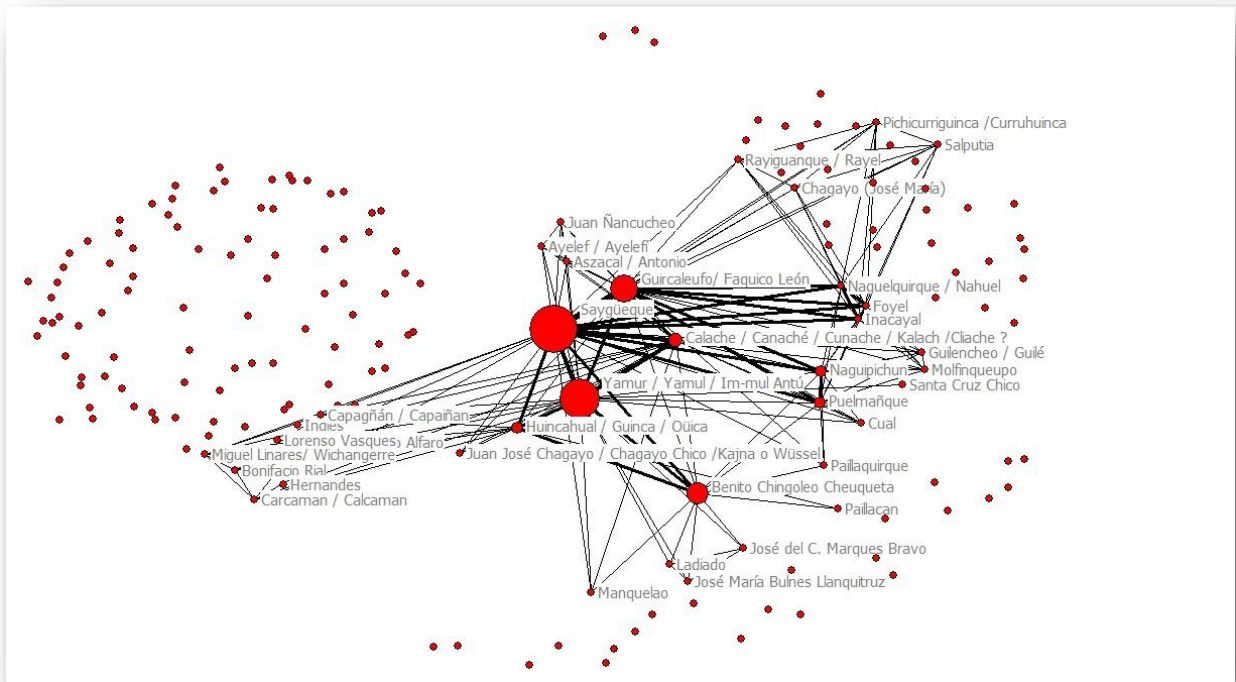 Pichicurriguinca /Curruhuinca
Salputia
Rayiguanque / Rayel
Chagayo (José María)
Juan Ñancucheo
Ayelef / Ayelefí
Aszacal / Antonio
Guircaleufo/ Faquico León
Naguelquirque / Nahuel
Saygüeque
Foyel
Inacayal
Calache / Canaché / Cunache / Kalach /Cliache ?
Guilencheo / Guilé
Naguipichun
Molfinqueupo
Yamur / Yamul / Im-mul Antú
Santa Cruz Chico
Puelmañque
Capagñán / Capaiñan
Cual
Indies
Huincahual / Guinca / Oüica
Lorenso Vasques
Alfaro
Miguel Linares/ Wichangerre
Juan José Chagayo / Chagayo Chico /Kajna o Wüssel
Paillaquirque
Bonifacio Rial
Hernandes
Benito Chingoleo Cheuqueta
Carcaman / Calcaman
Paillacan
José del C. Marques Bravo
Ladiado
José María Bulnes Llanquitruz
Manquelao